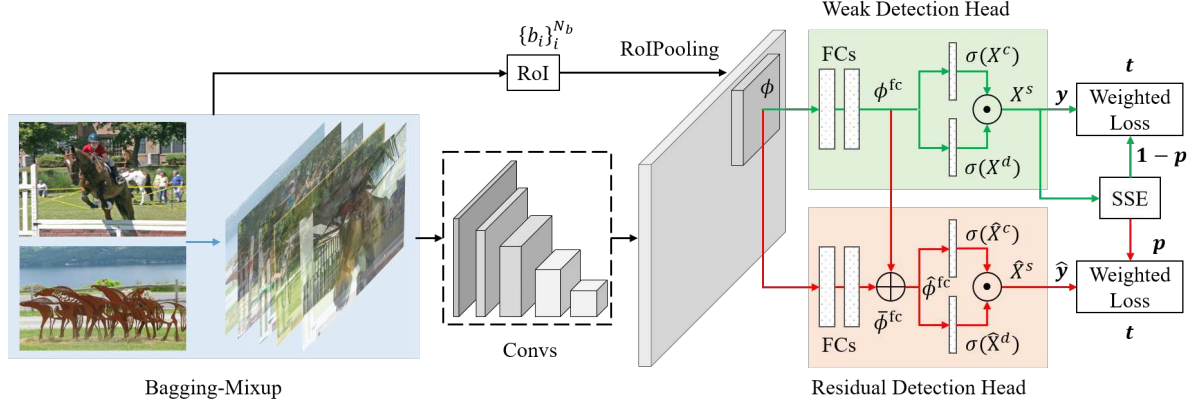 Weak Detection Head
{b_i}_i^{N_b}
RoI
RoIPooling
ϕ
FCs
ϕ^{fc}
σ(X^c)
σ(X^d)
X^s
y
t
Weighted
Loss
1 − p
SSE
p
Bagging-Mixup
Convs
FCs
ϕ̄^{fc}
ϕ̂^{fc}
σ(X̂^c)
σ(X̂^d)
X̂^s
ŷ
Weighted
Loss
t
Residual Detection Head